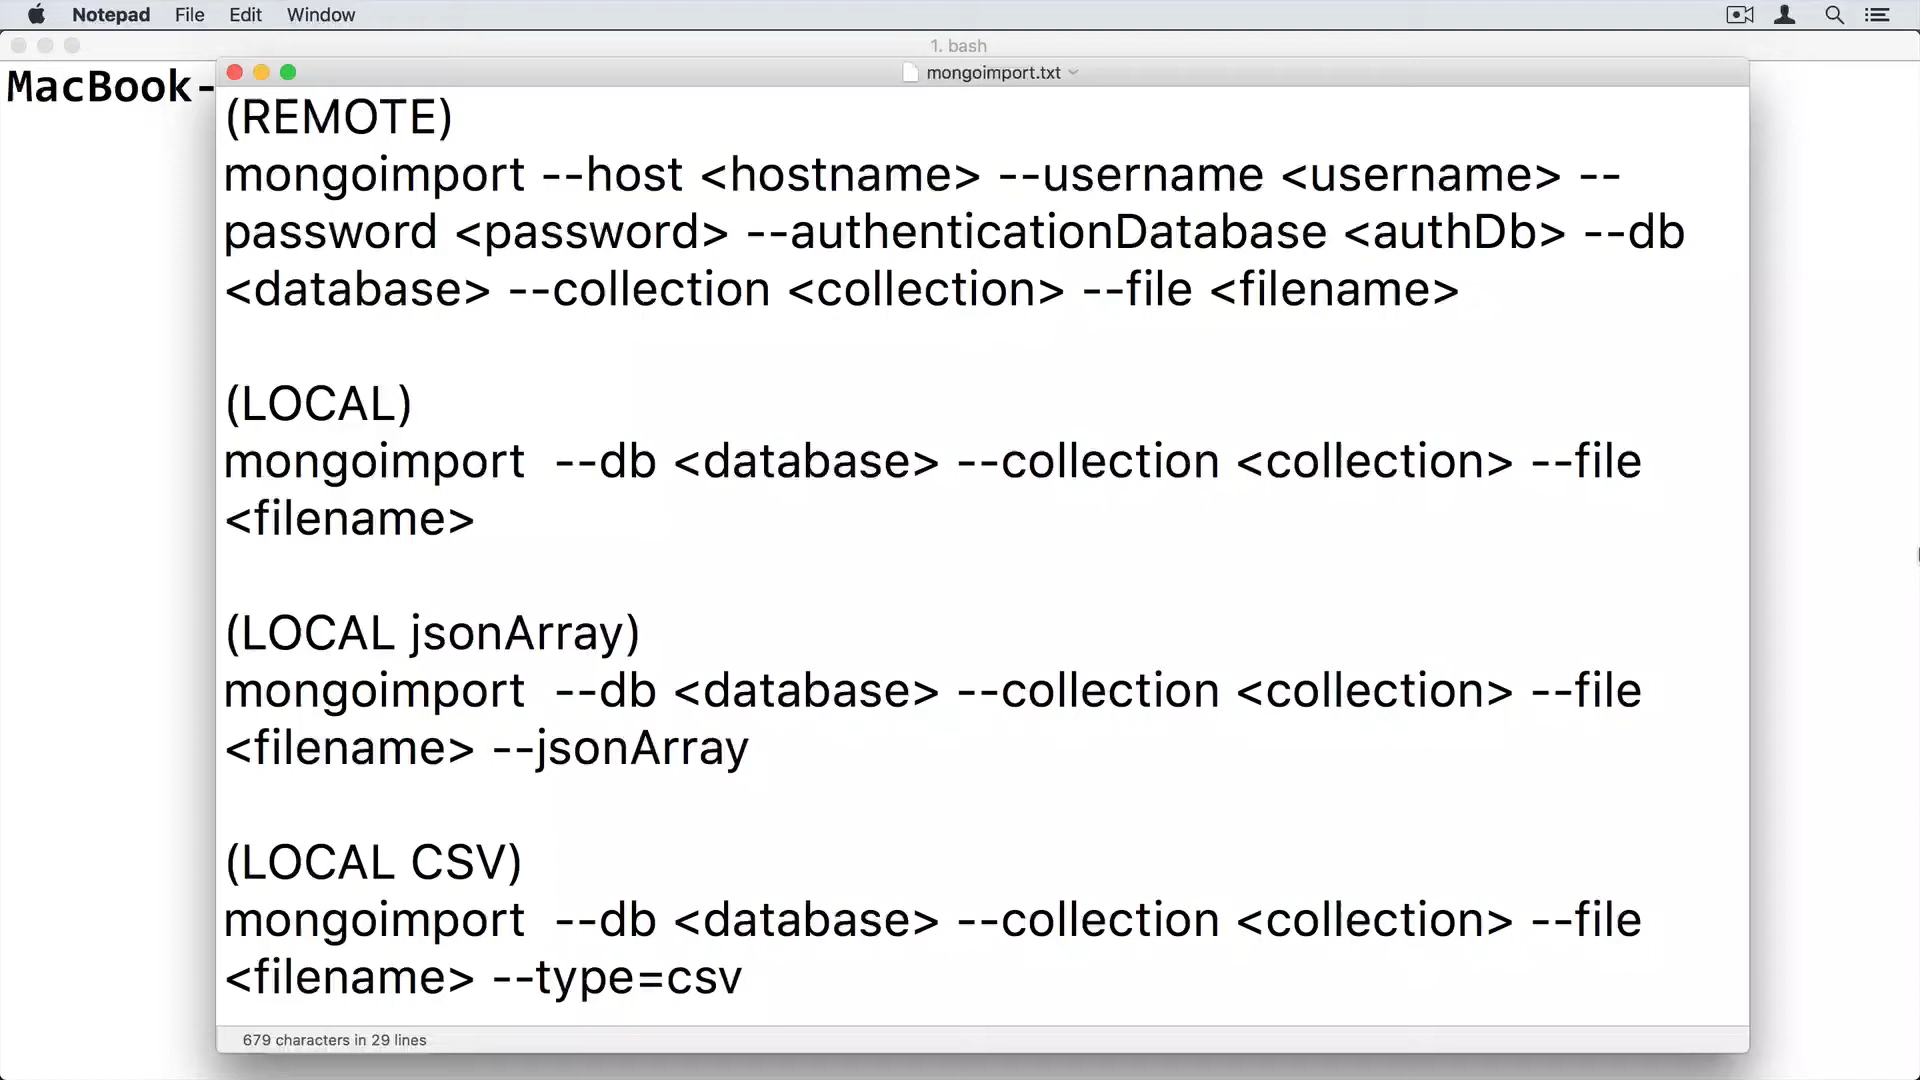 Notepad File Edit Window
1. bash
MacBook-
mongoimport.txt
(REMOTE)
mongoimport --host <hostname> --username <username> --
password <password> --authenticationDatabase <authDb> --db
<database> --collection <collection> --file <filename>
(LOCAL)
mongoimport  --db <database> --collection <collection> --file
<filename>
(LOCAL jsonArray)
mongoimport  --db <database> --collection <collection> --file
<filename> --jsonArray
(LOCAL CSV)
mongoimport  --db <database> --collection <collection> --file
<filename> --type=csv
679 characters in 29 lines